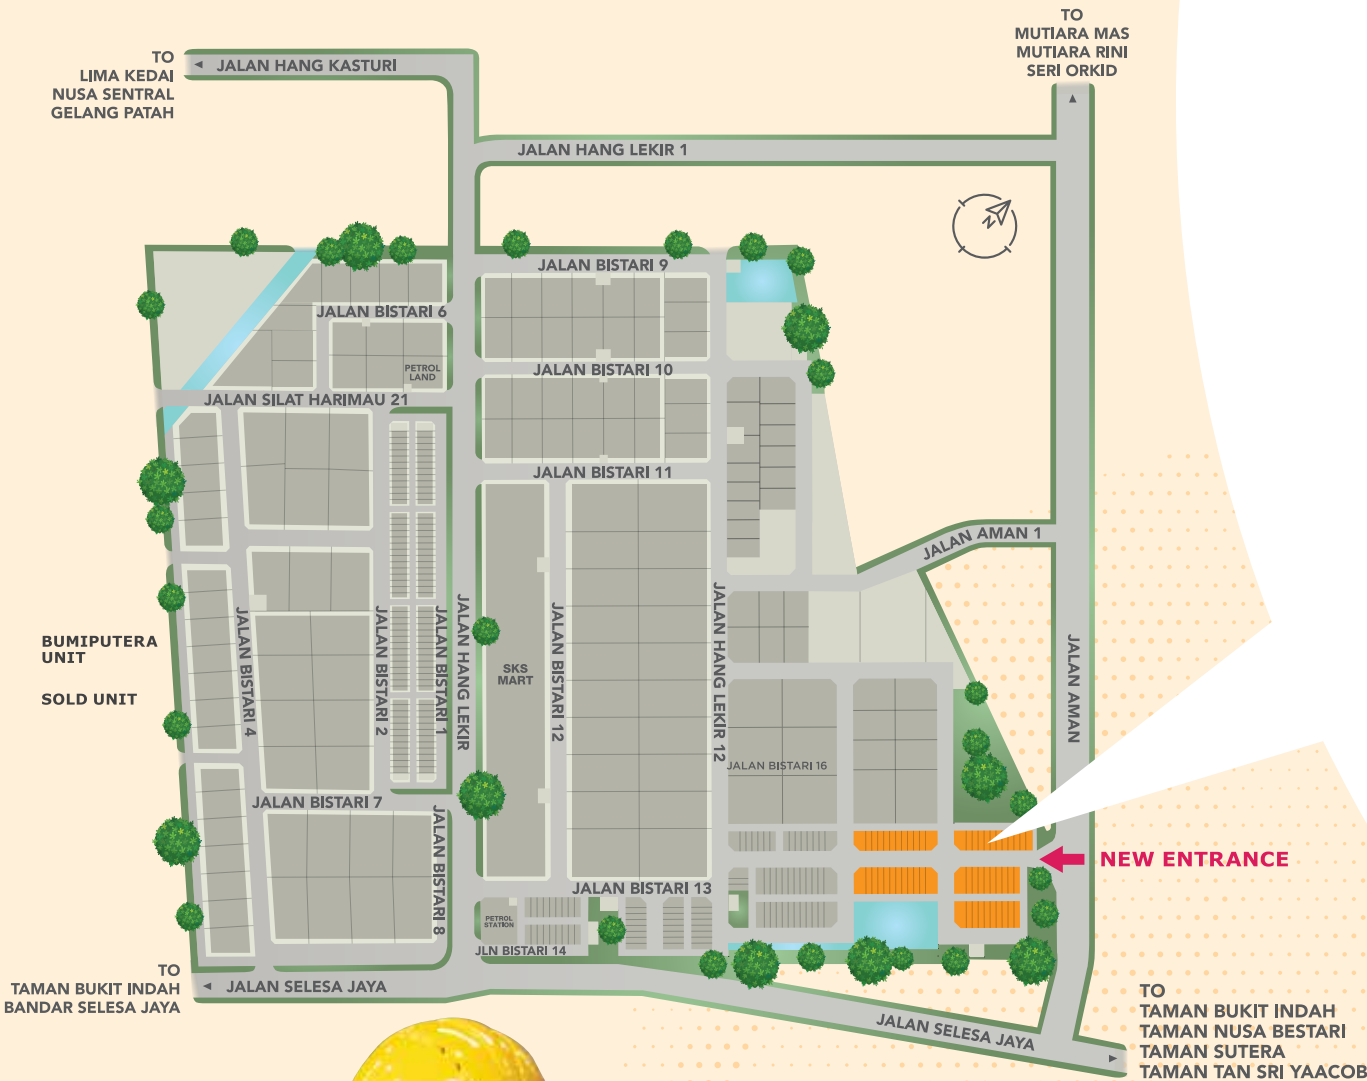 TO
MUTIARA MAS
MUTIARA RINI
SERI ORKID
TO
LIMA KEDAI
NUSA SENTRAL
GELANG PATAH
JALAN HANG KASTURI
JALAN HANG LEKIR 1
N
JALAN BISTARI 9
JALAN BISTARI 6
PETROL
LAND
JALAN BISTARI 10
JALAN SILAT HARIMAU 21
JALAN BISTARI 11
JALAN AMAN 1
BUMIPUTERA
UNIT
SOLD UNIT
JALAN BISTARI 4
JALAN BISTARI 2
JALAN BISTARI 1
JALAN HANG LEKIR
SKS
MART
JALAN BISTARI 12
JALAN HANG LEKIR 12
JALAN AMAN
JALAN BISTARI 16
JALAN BISTARI 7
JALAN BISTARI 8
NEW ENTRANCE
JALAN BISTARI 13
PETROL
STATION
JLN BISTARI 14
TO
TAMAN BUKIT INDAH
BANDAR SELESA JAYA
JALAN SELESA JAYA
JALAN SELESA JAYA
TO
TAMAN BUKIT INDAH
TAMAN NUSA BESTARI
TAMAN SUTERA
TAMAN TAN SRI YAACOB